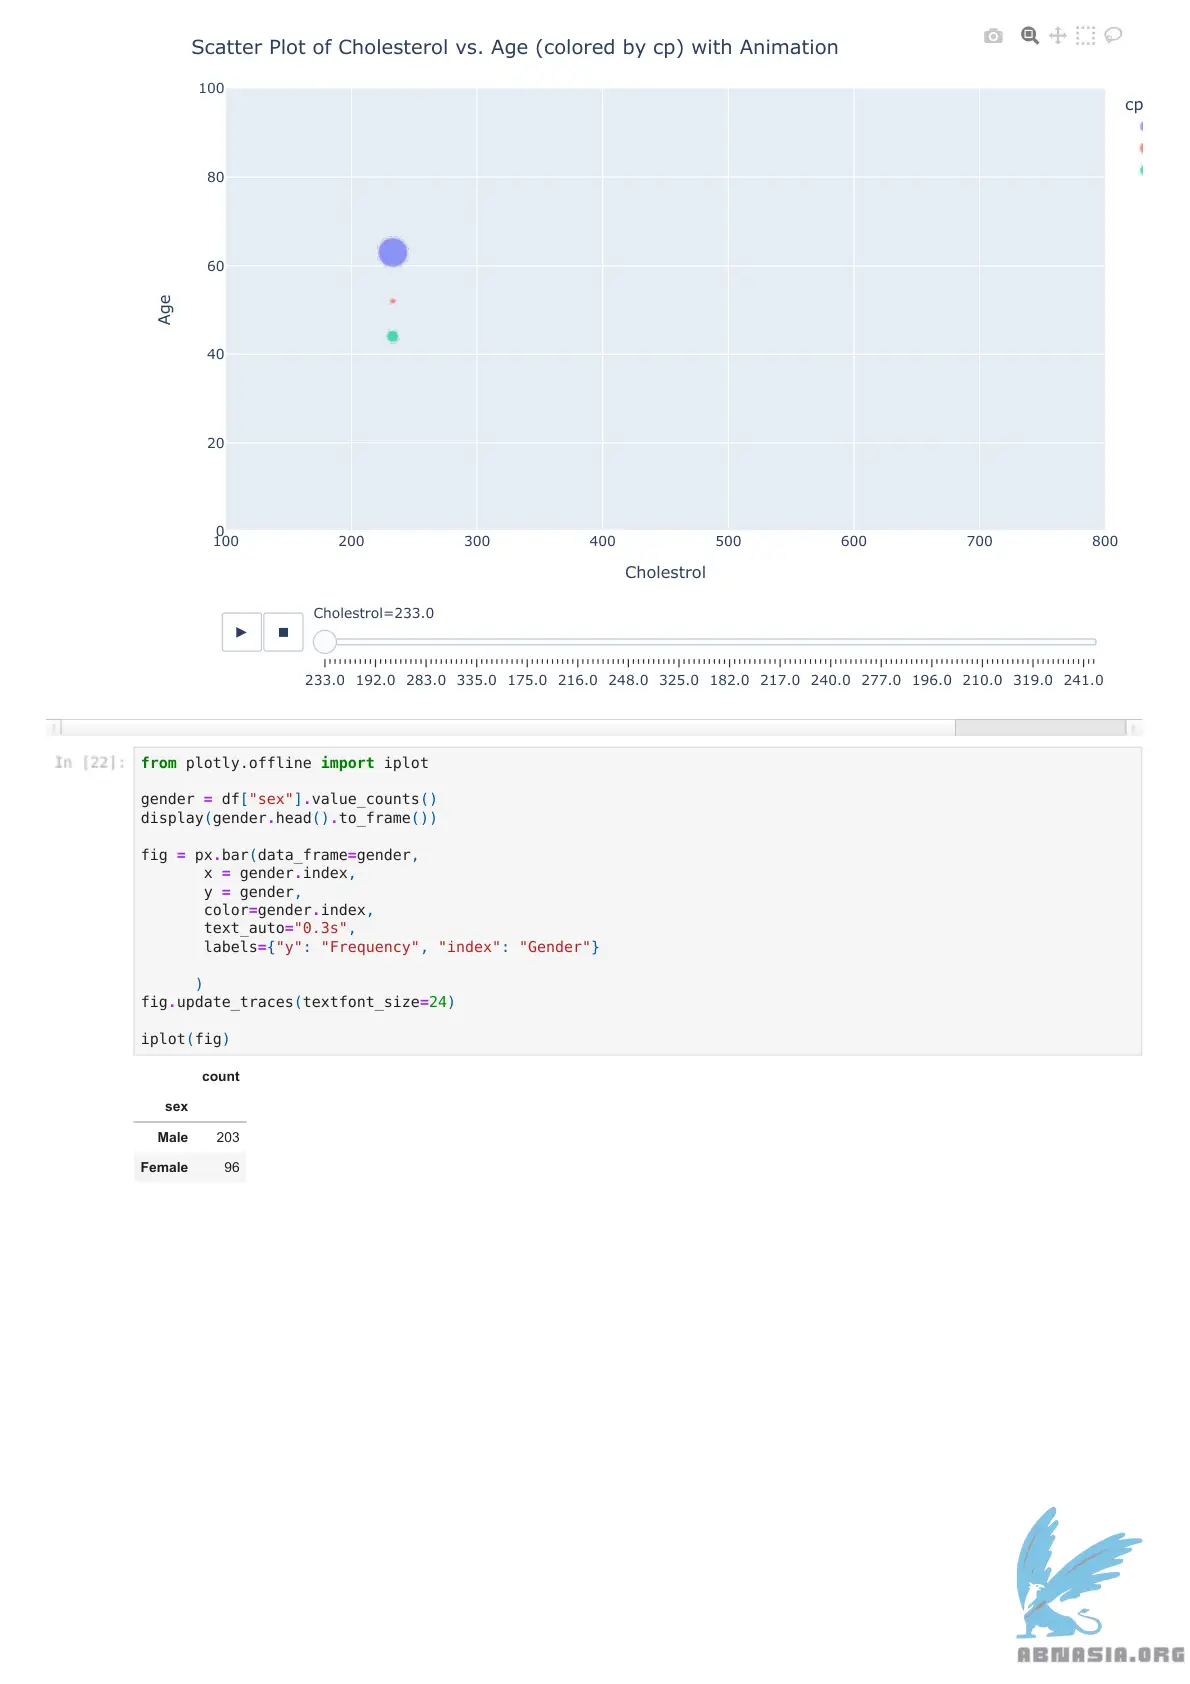 Scatter Plot of Cholesterol vs. Age (colored by cp) with Animation
cp
100
80
60
40
20
0
Age
100 200 300 400 500 600 700 800
Cholestrol
Cholestrol=233.0
233.0 192.0 283.0 335.0 175.0 216.0 248.0 325.0 182.0 217.0 240.0 277.0 196.0 210.0 319.0 241.0
In [22]:
from plotly.offline import iplot
gender = df["sex"].value_counts()
display(gender.head().to_frame())
fig = px.bar(data_frame=gender,
x = gender.index,
y = gender,
color=gender.index,
text_auto="0.3s",
labels={"y": "Frequency", "index": "Gender"}
)
fig.update_traces(textfont_size=24)
iplot(fig)
count
sex
Male 203
Female 96
ABNASIA.ORG